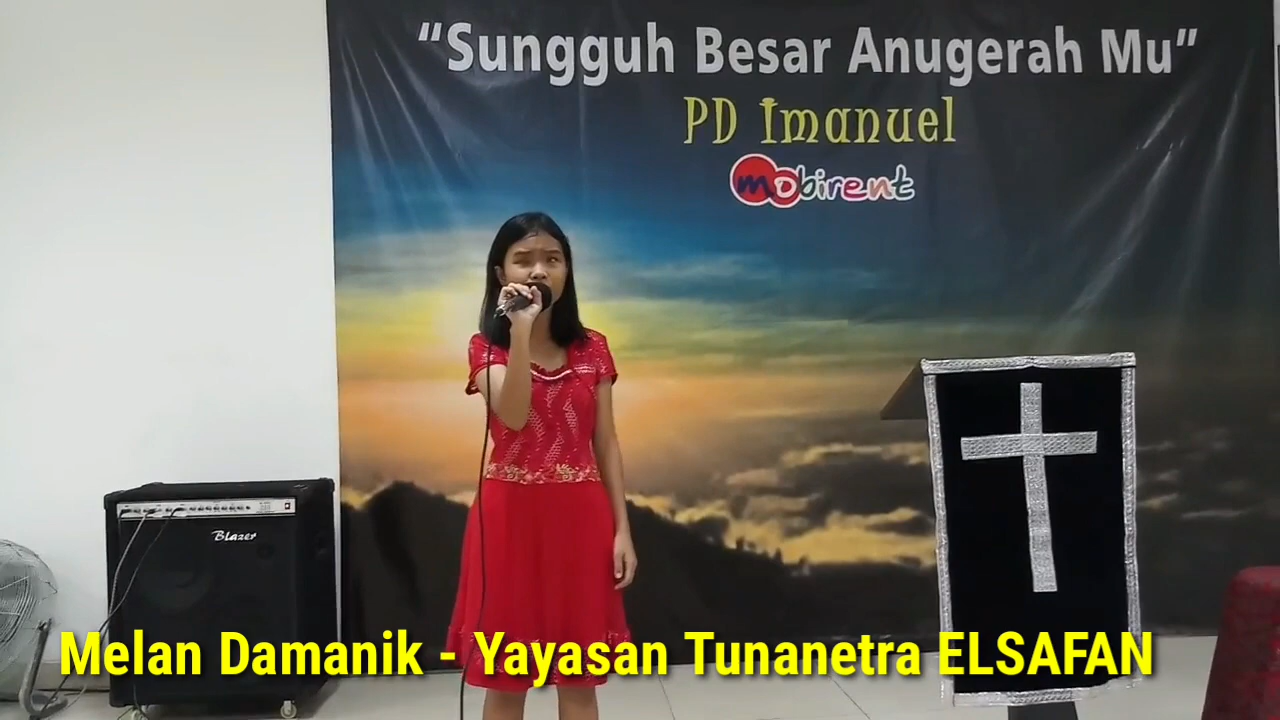 “Sungguh Besar Anugerah Mu”
PD Imanuel
mobirent
Blazer
Melan Damanik - Yayasan Tunanetra ELSAFAN